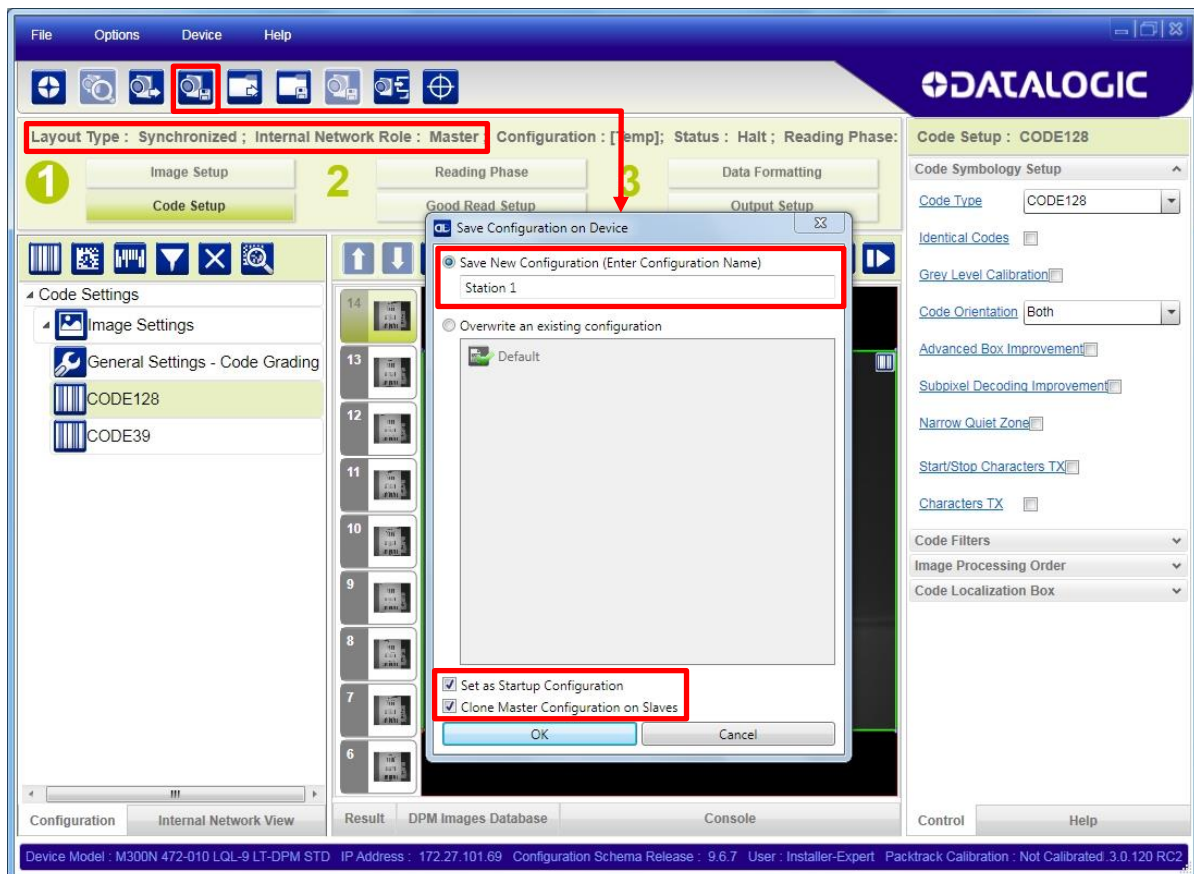 File Options Device Help
DATALOGIC
Layout Type : Synchronized ; Internal Network Role : Master ; Configuration : [Temp]; Status : Halt ; Reading Phase:
1
Image Setup
Code Setup
2
Reading Phase
Good Read Setup
3
Data Formatting
Output Setup
Code Settings
Image Settings
General Settings - Code Grading
CODE128
CODE39
Configuration Internal Network View
14
13
12
11
10
9
8
7
6
Save Configuration on Device
Save New Configuration (Enter Configuration Name)
Station 1
Overwrite an existing configuration
Default
Set as Startup Configuration
Clone Master Configuration on Slaves
OK Cancel
Result DPM Images Database Console
Code Setup : CODE128
Code Symbology Setup
Code Type CODE128
Identical Codes
Grey Level Calibration
Code Orientation Both
Advanced Box Improvement
Subpixel Decoding Improvement
Narrow Quiet Zone
Start/Stop Characters TX
Characters TX
Code Filters
Image Processing Order
Code Localization Box
Control Help
Device Model : M300N 472-010 LQL-9 LT-DPM STD IP Address : 172.27.101.69 Configuration Schema Release : 9.6.7 User : Installer-Expert Packtrack Calibration : Not Calibrated .3.0.120 RC2